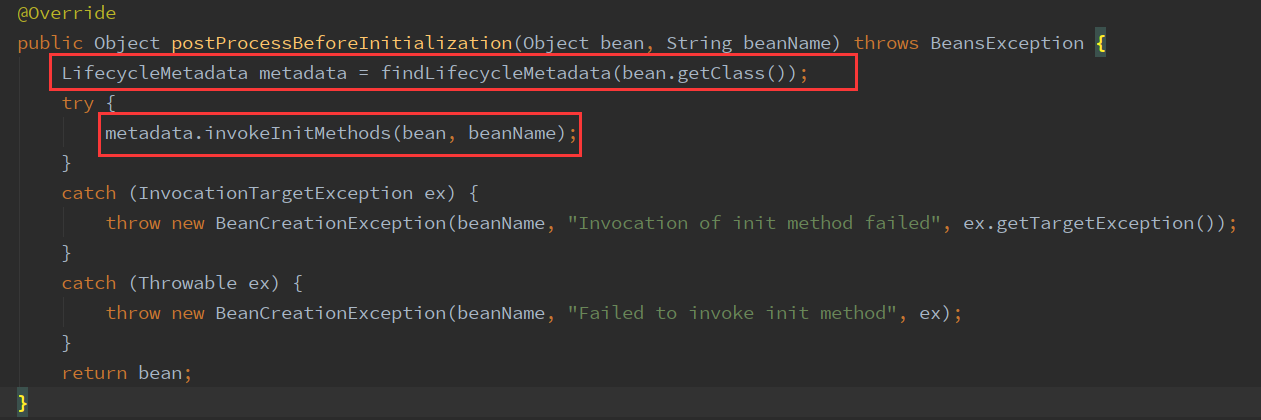 @Override
public Object postProcessBeforeInitialization(Object bean, String beanName) throws BeansException {
LifecycleMetadata metadata = findLifecycleMetadata(bean.getClass());
try {
metadata.invokeInitMethods(bean, beanName);
}
catch (InvocationTargetException ex) {
throw new BeanCreationException(beanName, "Invocation of init method failed", ex.getTargetException());
}
catch (Throwable ex) {
throw new BeanCreationException(beanName, "Failed to invoke init method", ex);
}
return bean;
}